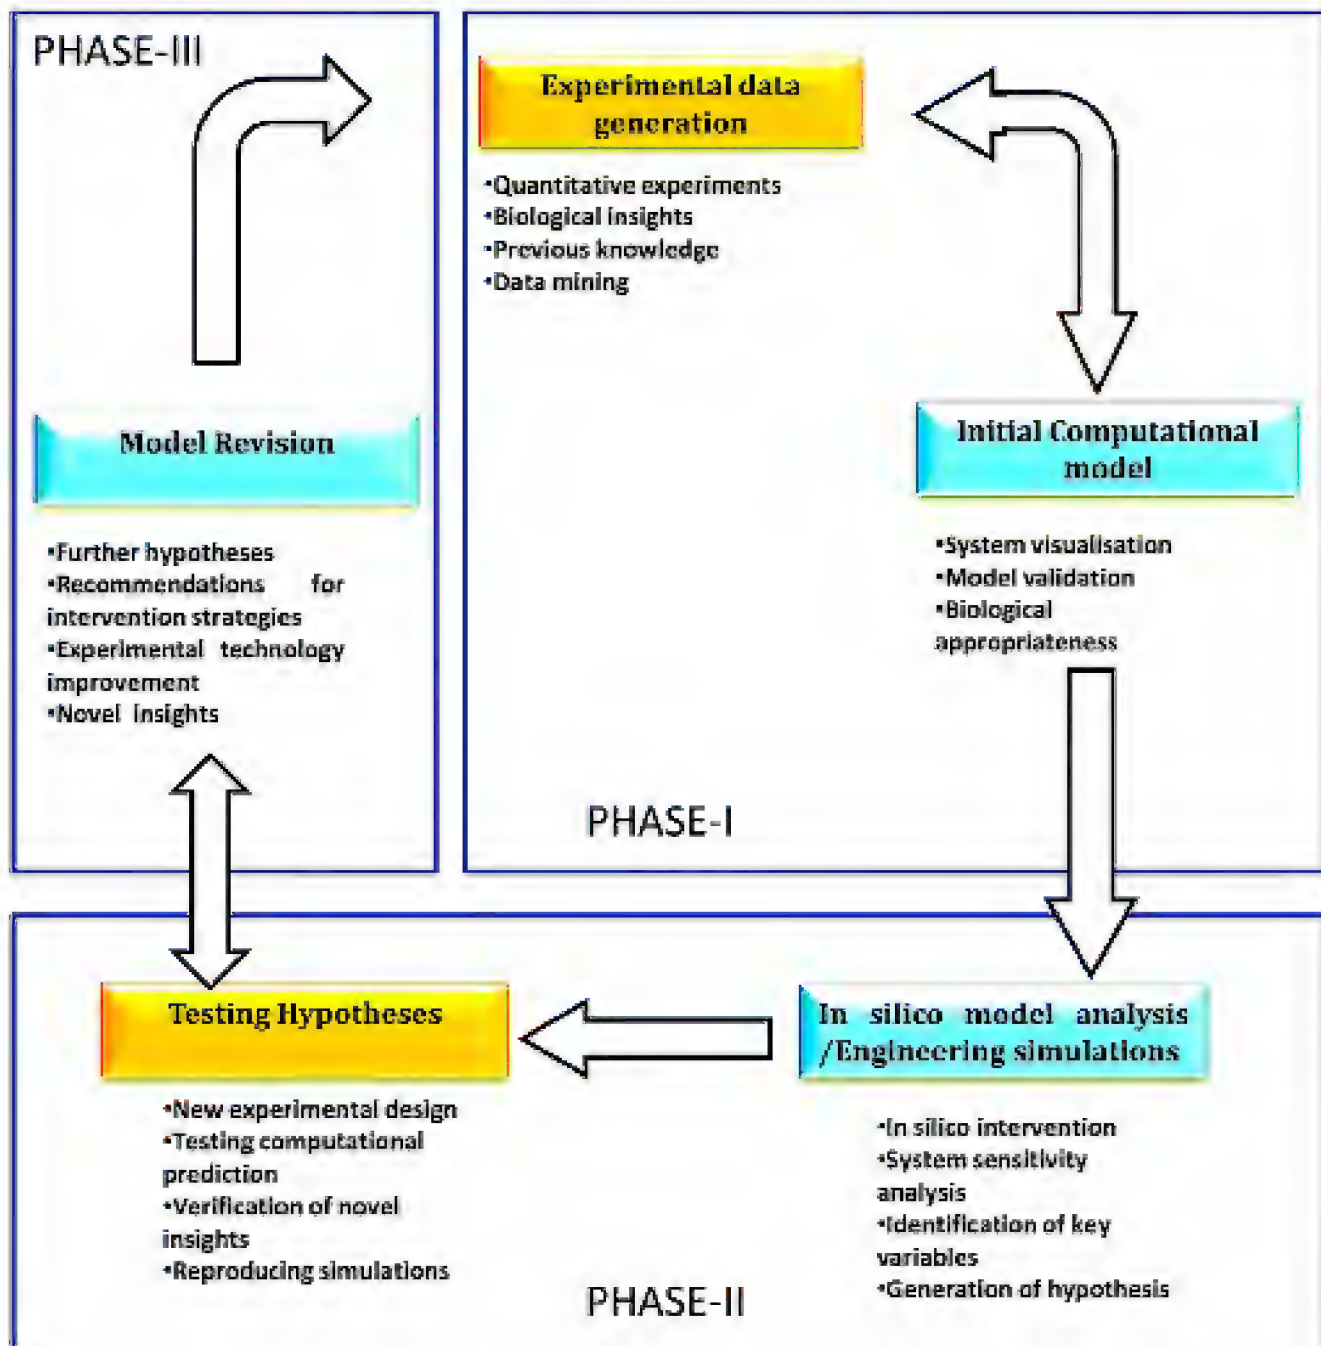 PHASE-III
Experimental data
generation
•Quantitative experiments
•Biological insights
•Previous knowledge
•Data mining
Model Revision
•Further hypotheses
•Recommendations for
intervention strategies
•Experimental technology
improvement
•Novel insights
Initial Computational
model
•System visualisation
•Model validation
•Biological
appropriateness
PHASE-I
Testing Hypotheses
•New experimental design
•Testing computational
prediction
•Verification of novel
insights
•Reproducing simulations
In silico model analysis
/Engineering simulations
•In silico intervention
•System sensitivity
analysis
•Identification of key
variables
•Generation of hypothesis
PHASE-II